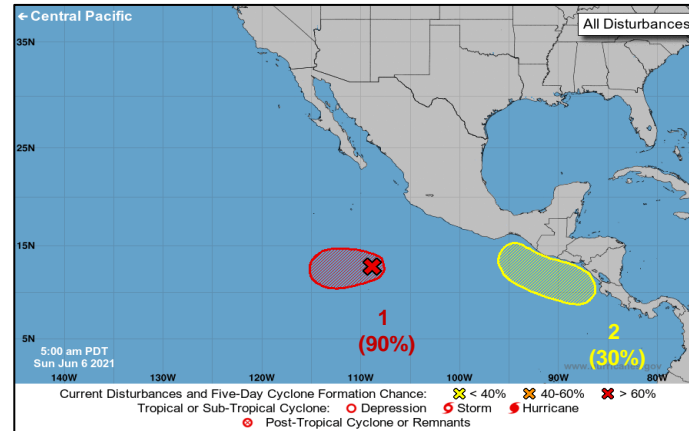 ← Central Pacific
All Disturbances
35N
25N
15N
5N
1
(90%)
2
(30%)
5:00 am PDT
Sun Jun 6 2021
140W 130W 120W 110W 100W 90W 80W
Current Disturbances and Five-Day Cyclone Formation Chance: < 40% 40-60% > 60%
Tropical or Sub-Tropical Cyclone: Depression Storm Hurricane
Post-Tropical Cyclone or Remnants